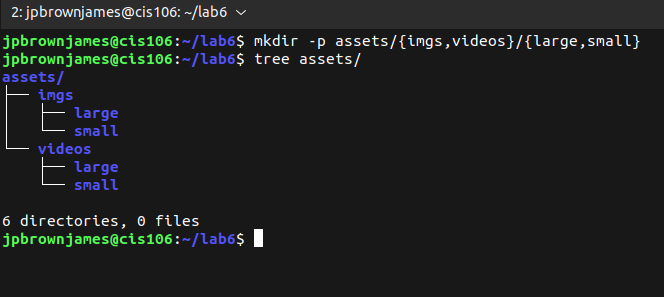 2: jpbrownjames@cis106: ~/lab6
jpbrownjames@cis106:~/lab6$ mkdir -p assets/{imgs,videos}/{large,small}
jpbrownjames@cis106:~/lab6$ tree assets/
assets/
├── imgs
│   ├── large
│   └── small
└── videos
    ├── large
    └── small
6 directories, 0 files
jpbrownjames@cis106:~/lab6$